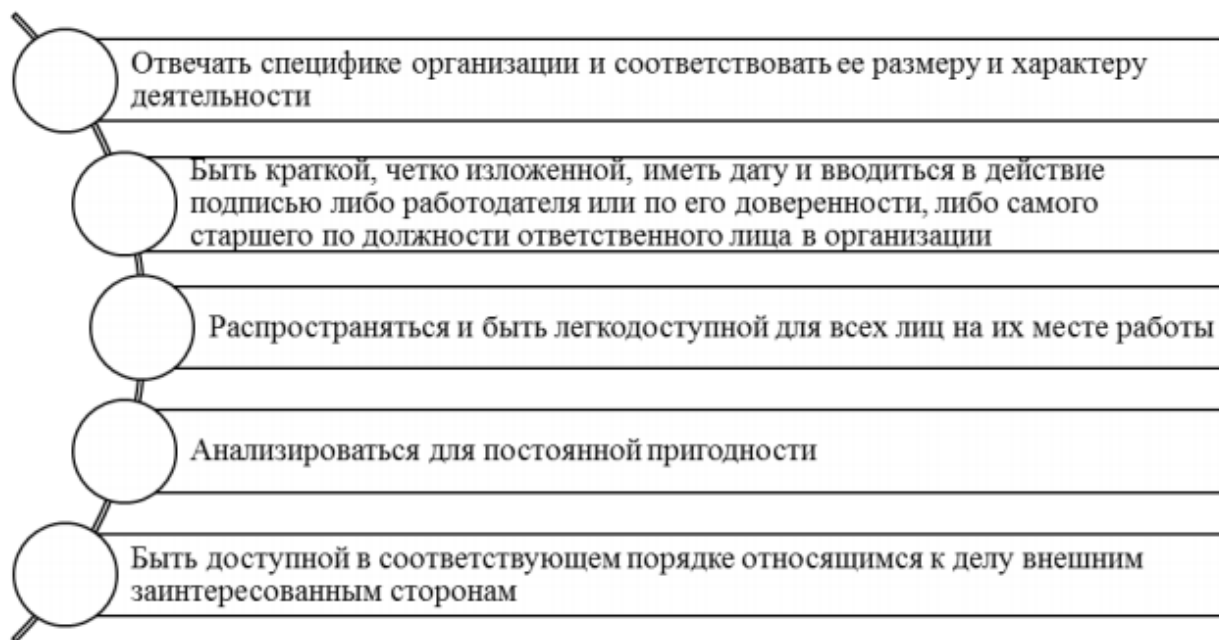 Отвечать специфике организации и соответствовать ее размеру и характеру
деятельности
Быть краткой, четко изложенной, иметь дату и вводиться в действие
подписью либо работодателя или по его доверенности, либо самого
старшего по должности ответственного лица в организации
Распространяться и быть легкодоступной для всех лиц на их месте работы
Анализироваться для постоянной пригодности
Быть доступной в соответствующем порядке относящимся к делу внешним
заинтересованным сторонам